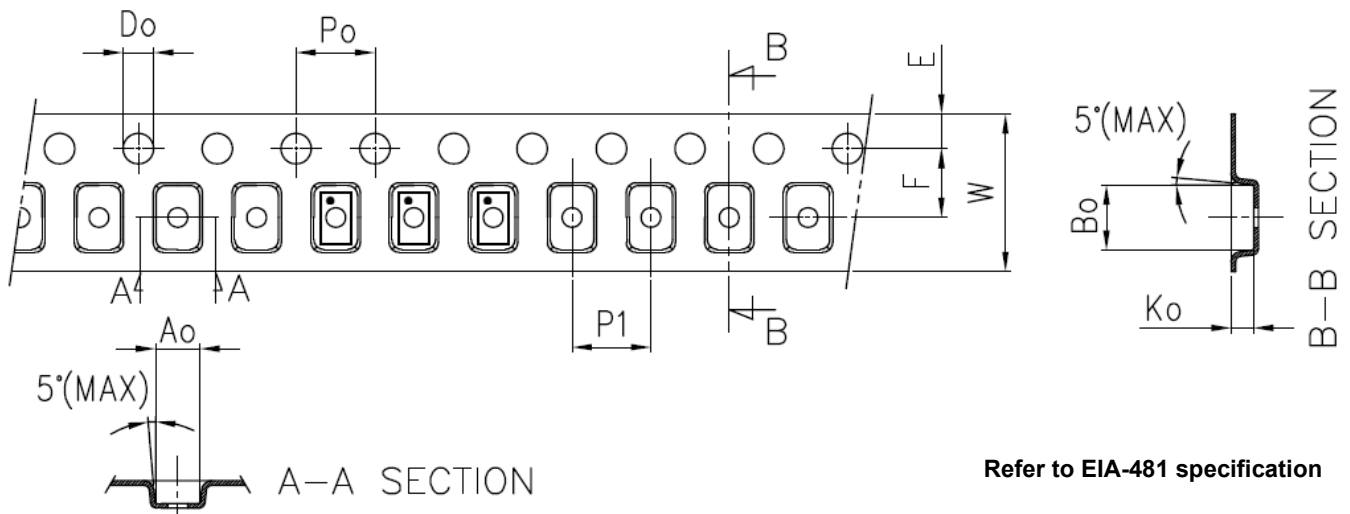 Do
Po
B
E
5°(MAX)
F
W
Bo
B-B SECTION
A
A
P1
B
Ko
Ao
5°(MAX)
A-A SECTION
Refer to EIA-481 specification